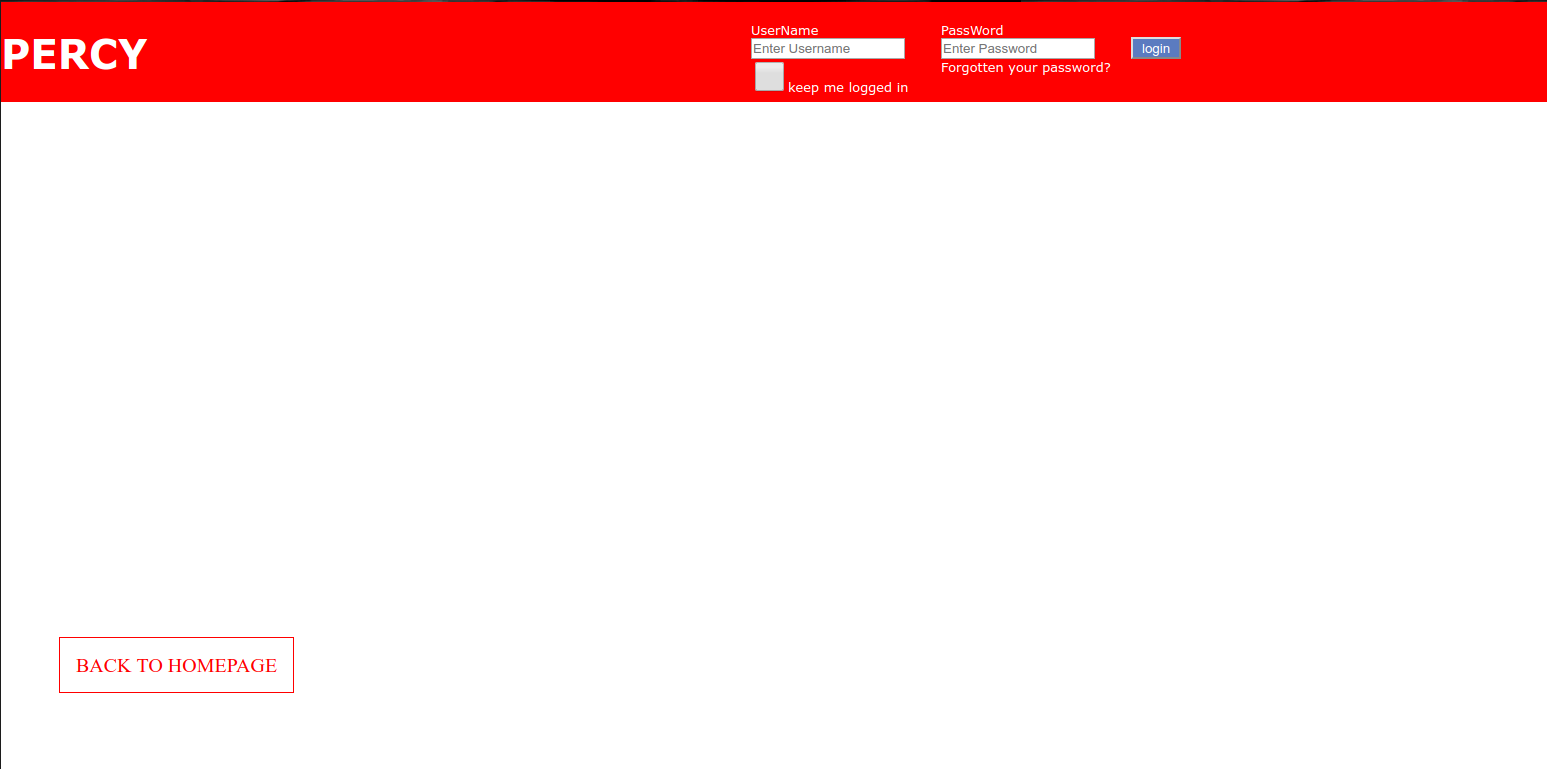 PERCY
UserName
PassWord
Enter Username
Enter Password
login
Forgotten your password?
keep me logged in
BACK TO HOMEPAGE